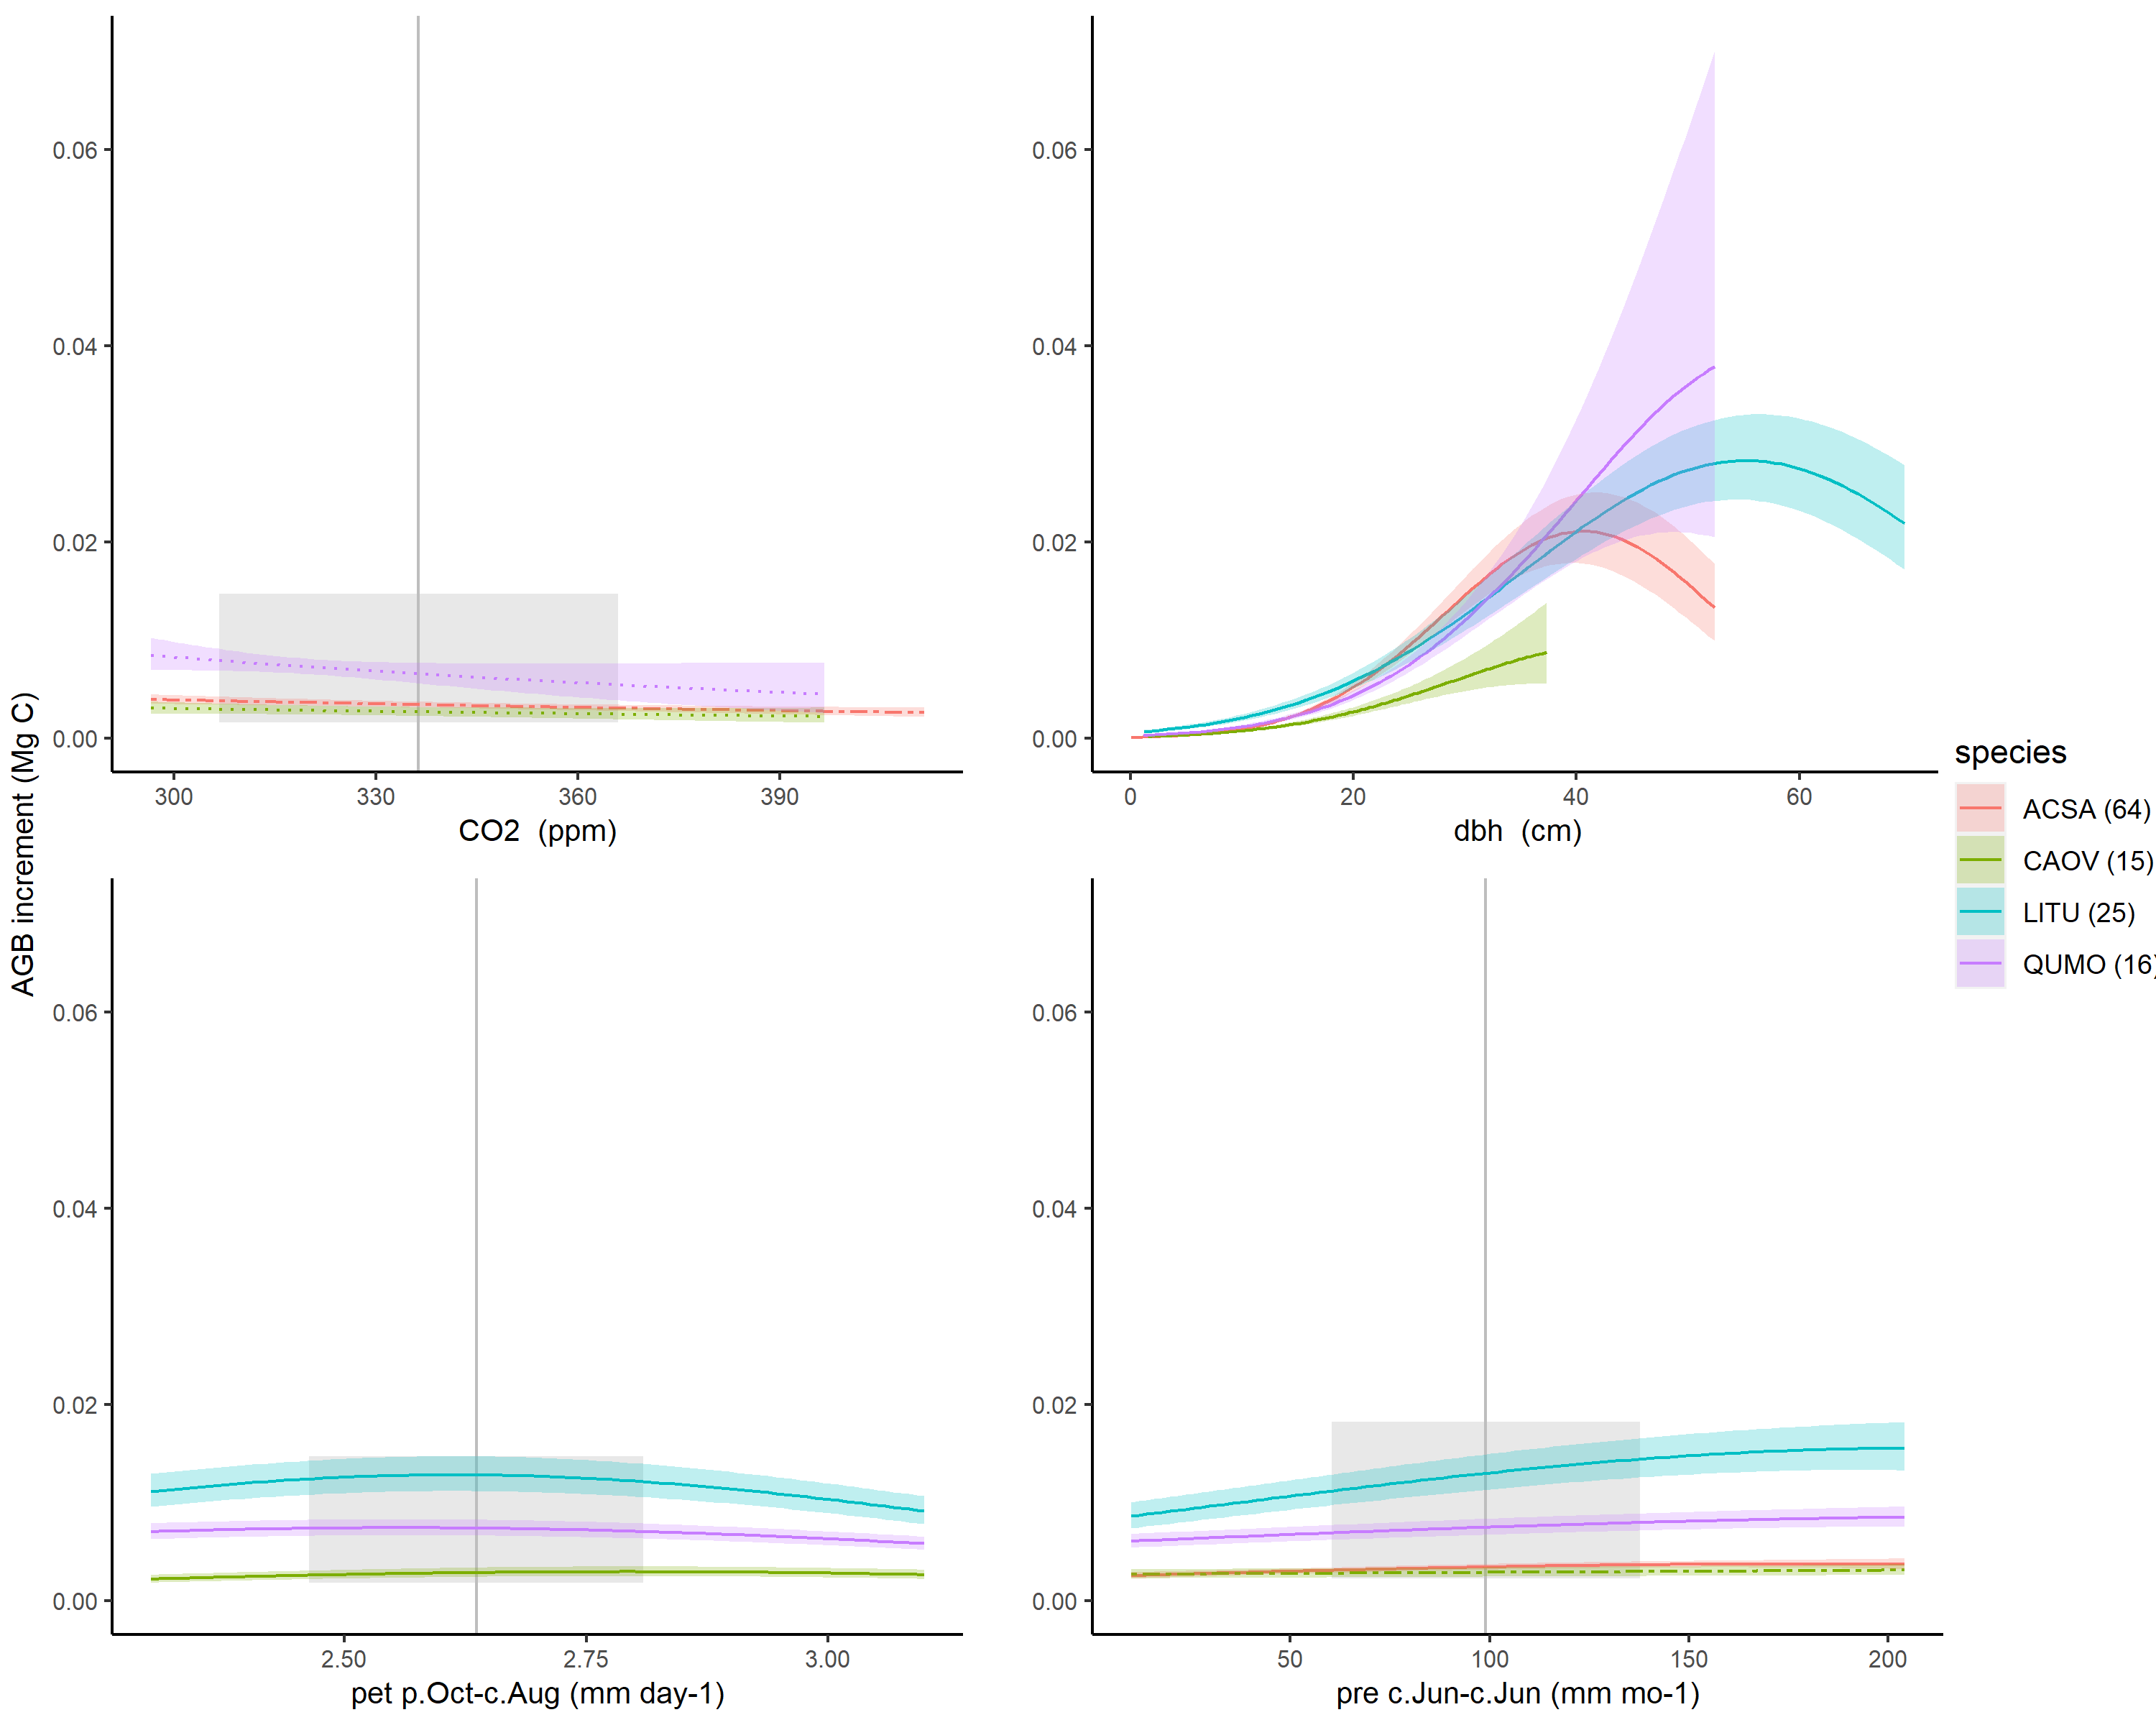 0.06
0.04
0.02
0.00
300 330 360 390
CO2 (ppm)
0.06
0.04
0.02
0.00
0 20 40 60
dbh (cm)
AGB increment (Mg C)
0.06
0.04
0.02
0.00
2.50 2.75 3.00
pet p.Oct-c.Aug (mm day-1)
0.06
0.04
0.02
0.00
50 100 150 200
pre c.Jun-c.Jun (mm mo-1)
species
ACSA (64)
CAOV (15)
LITU (25)
QUMO (16)